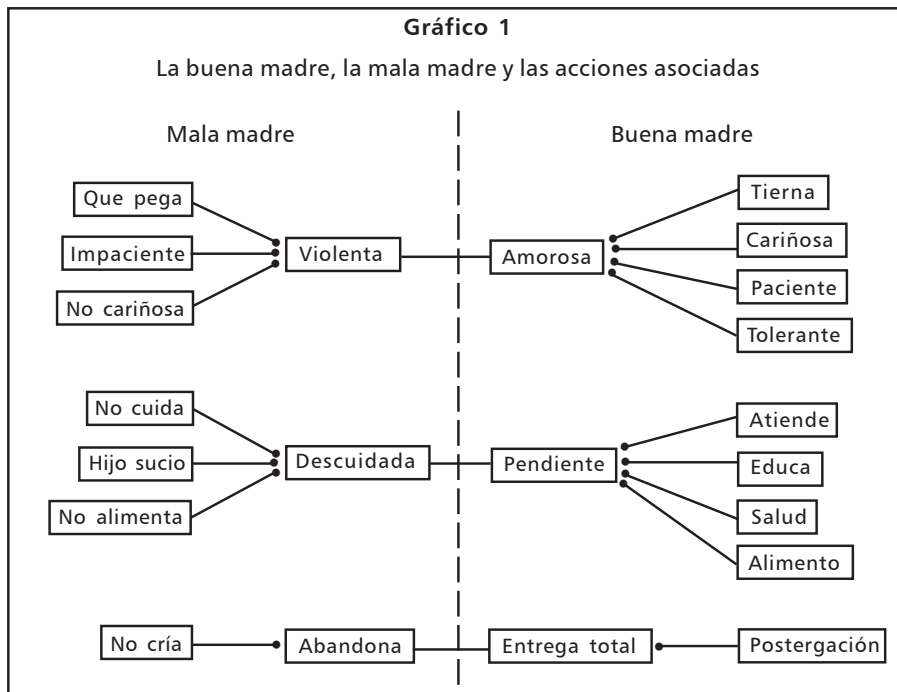 Gráfico 1
La buena madre, la mala madre y las acciones asociadas
Mala madre
Buena madre
Que pega
Impaciente
No cariñosa
Violenta
Amorosa
Tierna
Cariñosa
Paciente
Tolerante
No cuida
Hijo sucio
No alimenta
Descuidada
Pendiente
Atiende
Educa
Salud
Alimento
No cría
Abandona
Entrega total
Postergación